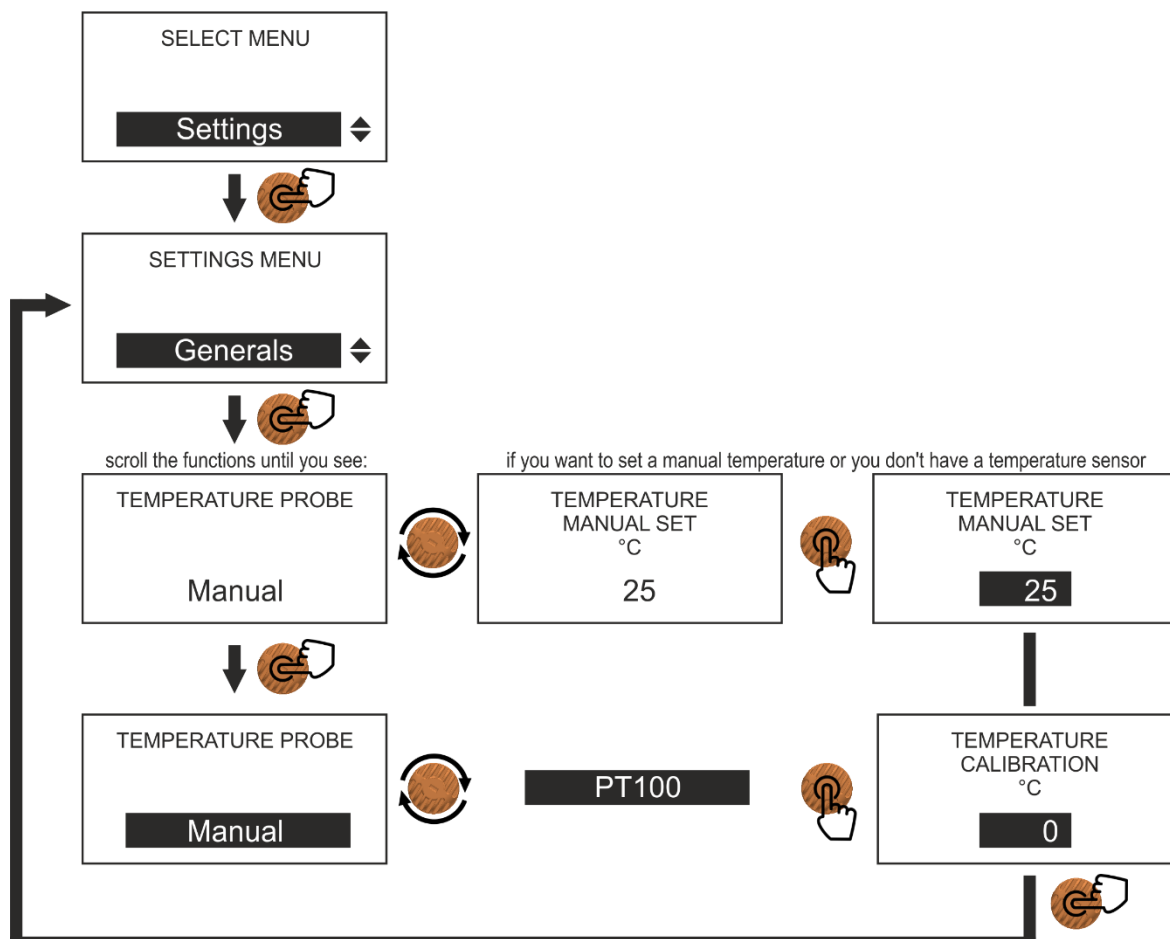 SELECT MENU
Settings
SETTINGS MENU
Generals
scroll the functions until you see:
if you want to set a manual temperature or you don't have a temperature sensor
TEMPERATURE PROBE
Manual
TEMPERATURE
MANUAL SET
°C
25
TEMPERATURE
MANUAL SET
°C
25
TEMPERATURE PROBE
Manual
PT100
TEMPERATURE
CALIBRATION
°C
0